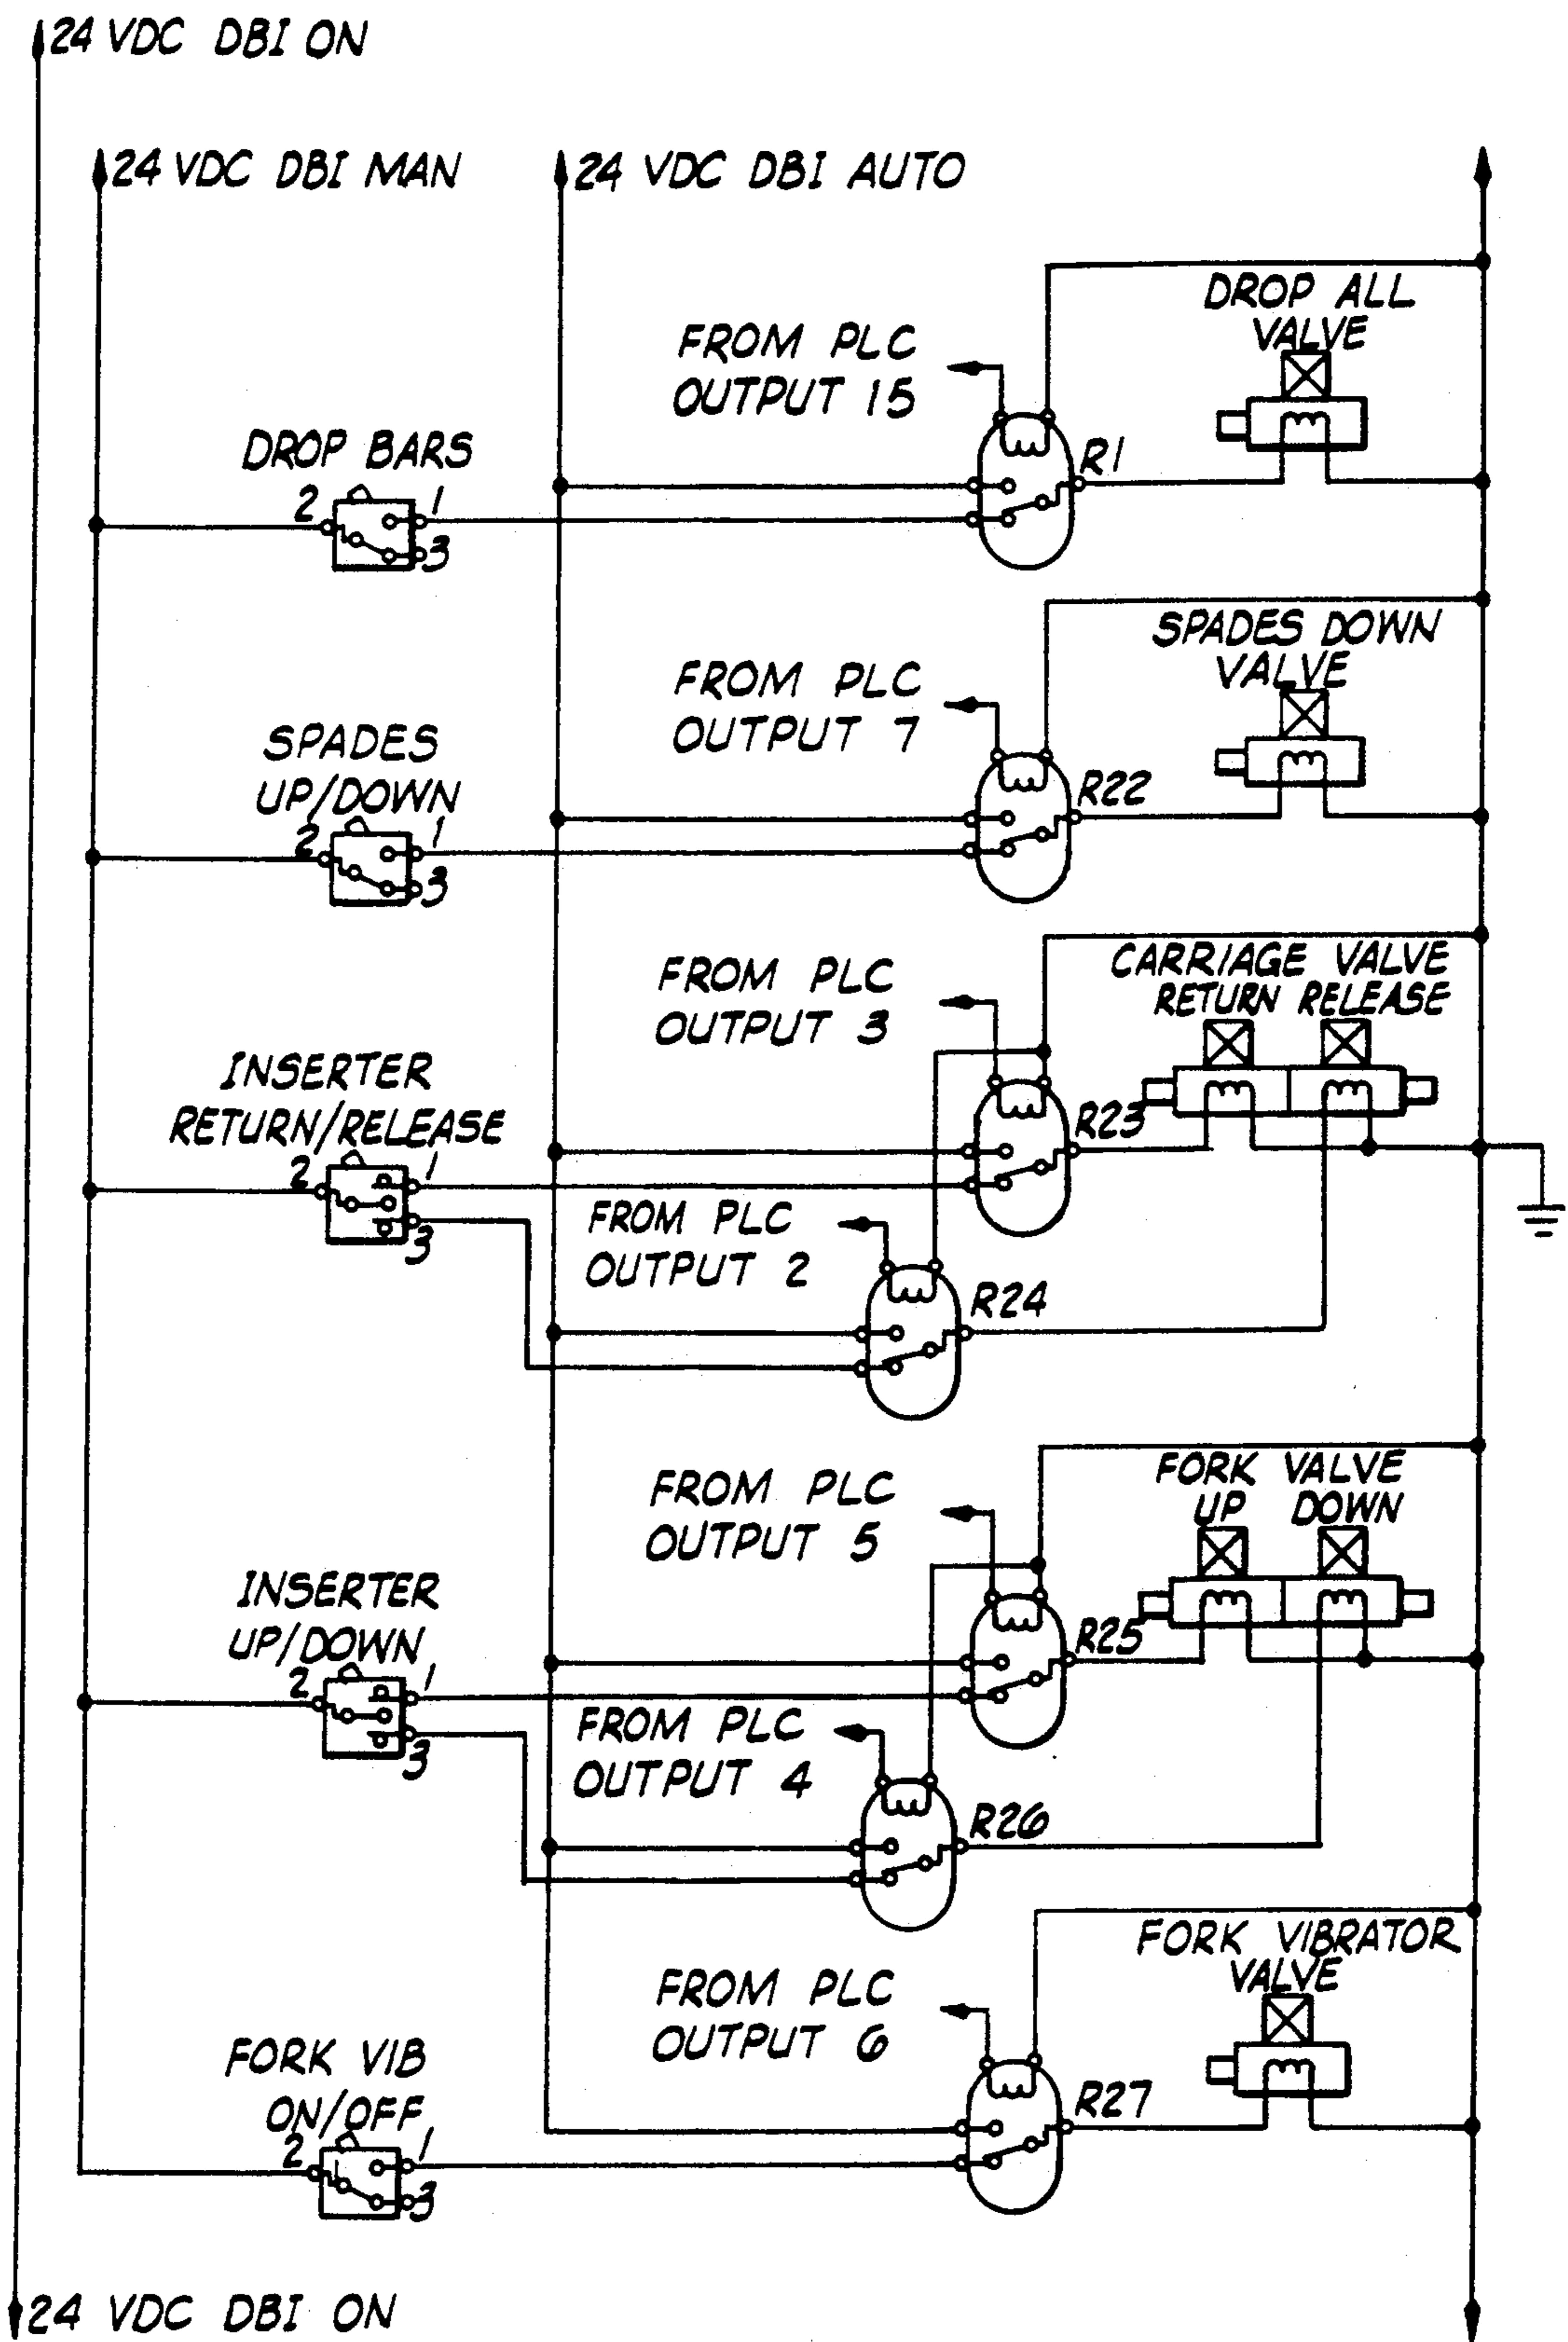 24 VDC DBI ON
24 VDC DBI MAN
24 VDC DBI AUTO
DROP ALL
VALVE
FROM PLC
OUTPUT 15
DROP BARS
2
1
3
R1
SPADES DOWN
VALVE
FROM PLC
OUTPUT 7
SPADES
UP/DOWN
2
1
3
R22
CARRIAGE VALVE
RETURN RELEASE
FROM PLC
OUTPUT 3
INSERTER
RETURN/RELEASE
2
1
3
R23
FROM PLC
OUTPUT 2
R24
FORK VALVE
UP DOWN
FROM PLC
OUTPUT 5
INSERTER
UP/DOWN
2
1
3
R25
FROM PLC
OUTPUT 4
R26
FORK VIBRATOR
VALVE
FROM PLC
OUTPUT 6
FORK VIB
ON/OFF
2
1
3
R27
24 VDC DBI ON